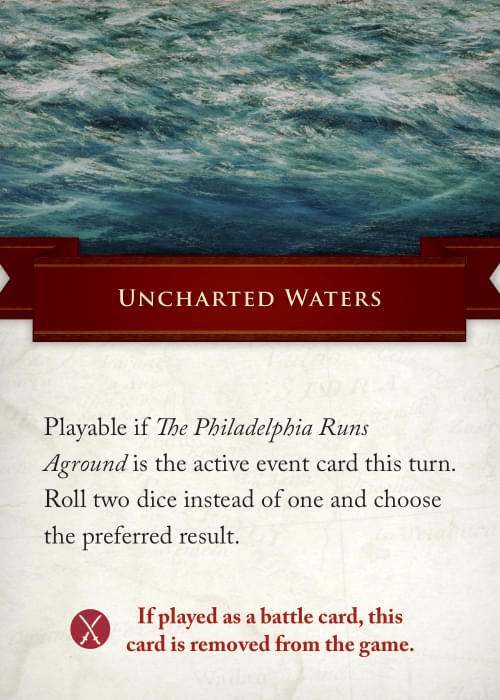 Uncharted Waters
Playable if The Philadelphia Runs
Aground is the active event card this turn.
Roll two dice instead of one and choose
the preferred result.
If played as a battle card, this
card is removed from the game.